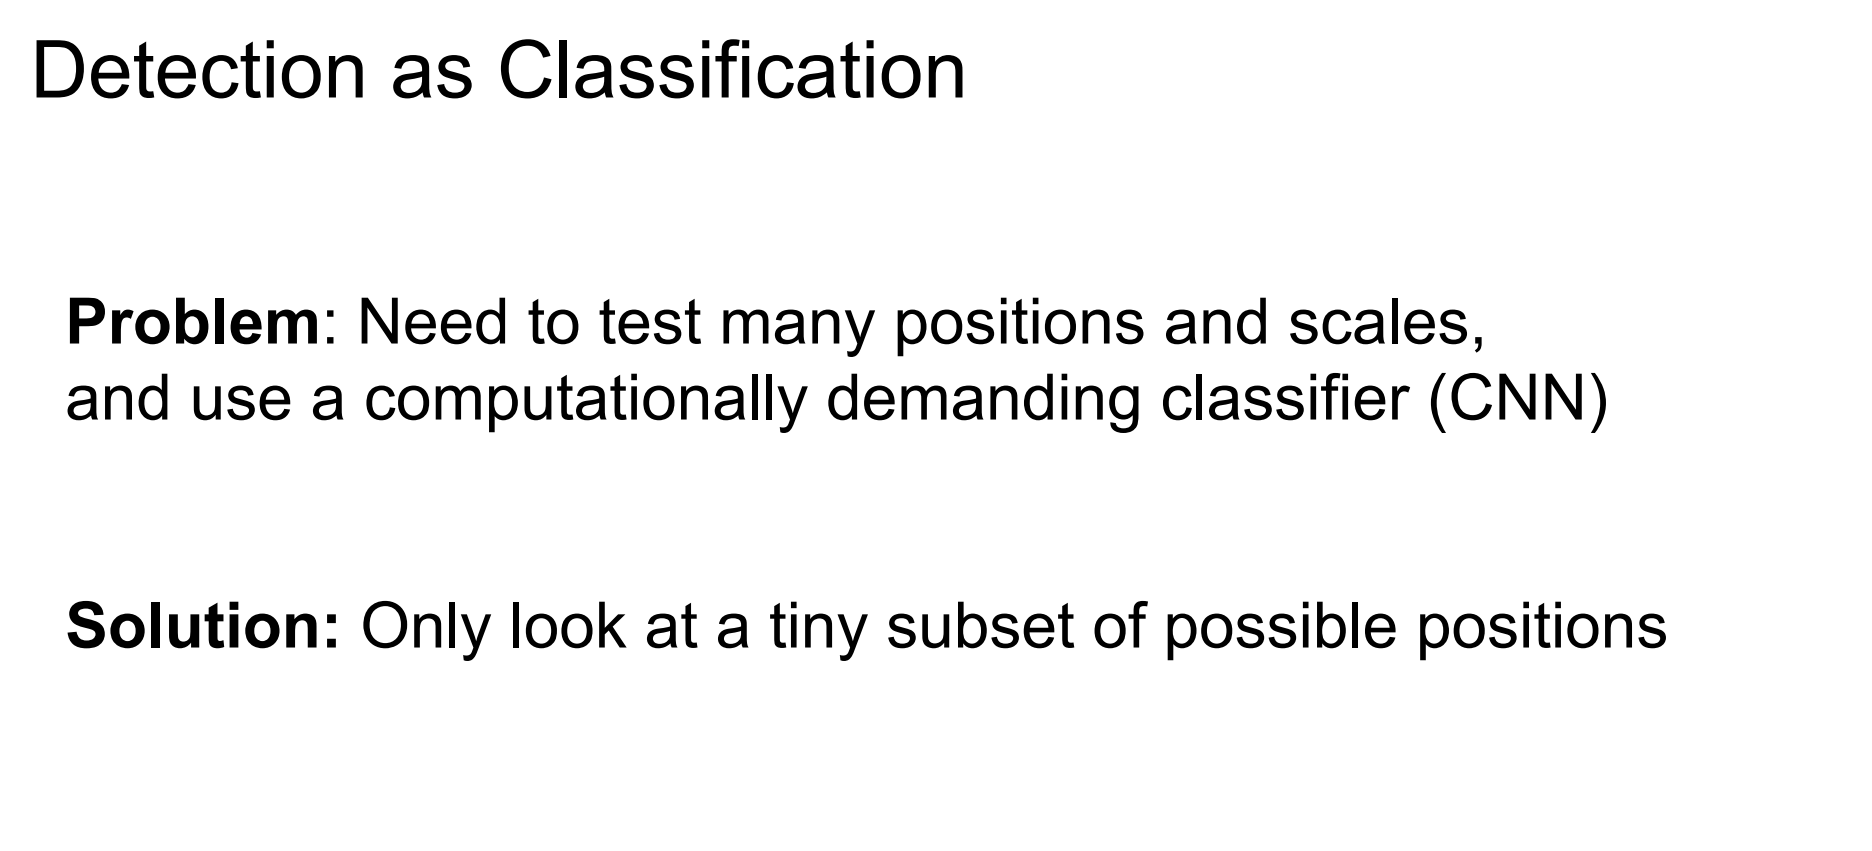 Detection as Classification
Problem: Need to test many positions and scales,
and use a computationally demanding classifier (CNN)
Solution: Only look at a tiny subset of possible positions